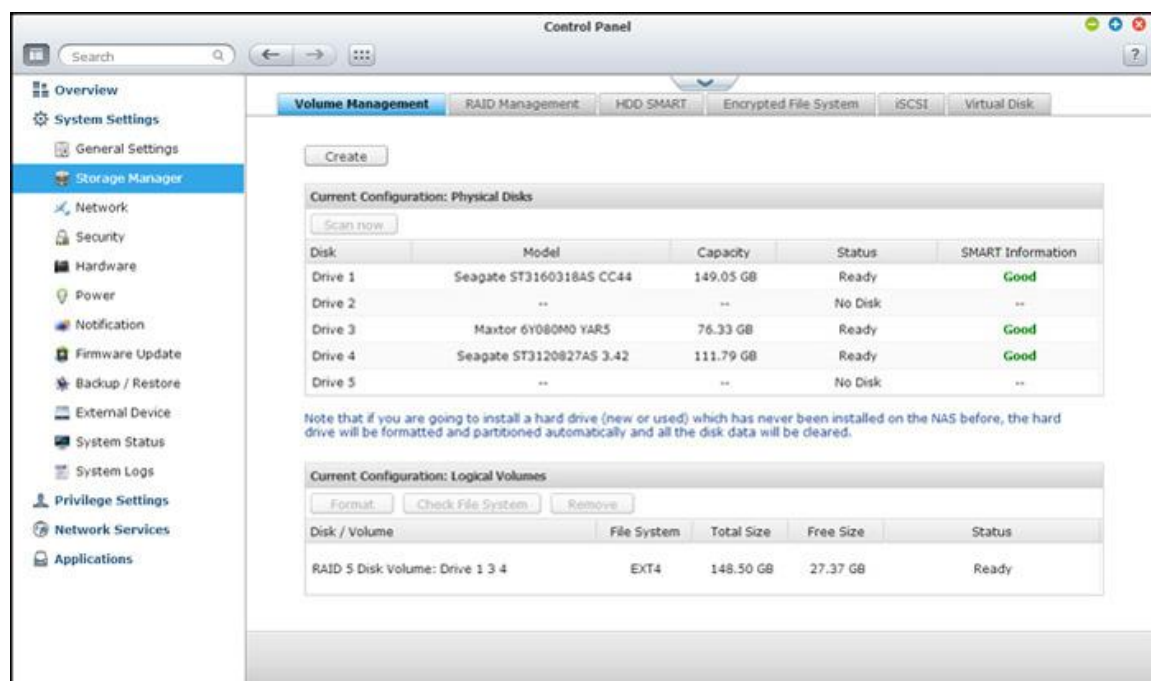 Control Panel
Search
?
Overview
System Settings
General Settings
Storage Manager
Network
Security
Hardware
Power
Notification
Firmware Update
Backup / Restore
External Device
System Status
System Logs
Privilege Settings
Network Services
Applications
Volume Management RAID Management HDD SMART Encrypted File System iSCSI Virtual Disk
Create
Current Configuration: Physical Disks
Scan now
Disk Model Capacity Status SMART Information
Drive 1 Seagate ST3160318AS CC44 149.05 GB Ready Good
Drive 2 -- -- No Disk --
Drive 3 Maxtor 6Y080M0 YAR5 76.33 GB Ready Good
Drive 4 Seagate ST3120827AS 3.42 111.79 GB Ready Good
Drive 5 -- -- No Disk --
Note that if you are going to install a hard drive (new or used) which has never been installed on the NAS before, the hard
drive will be formatted and partitioned automatically and all the disk data will be cleared.
Current Configuration: Logical Volumes
Format Check File System Remove
Disk / Volume File System Total Size Free Size Status
RAID 5 Disk Volume: Drive 1 3 4 EXT4 148.50 GB 27.37 GB Ready